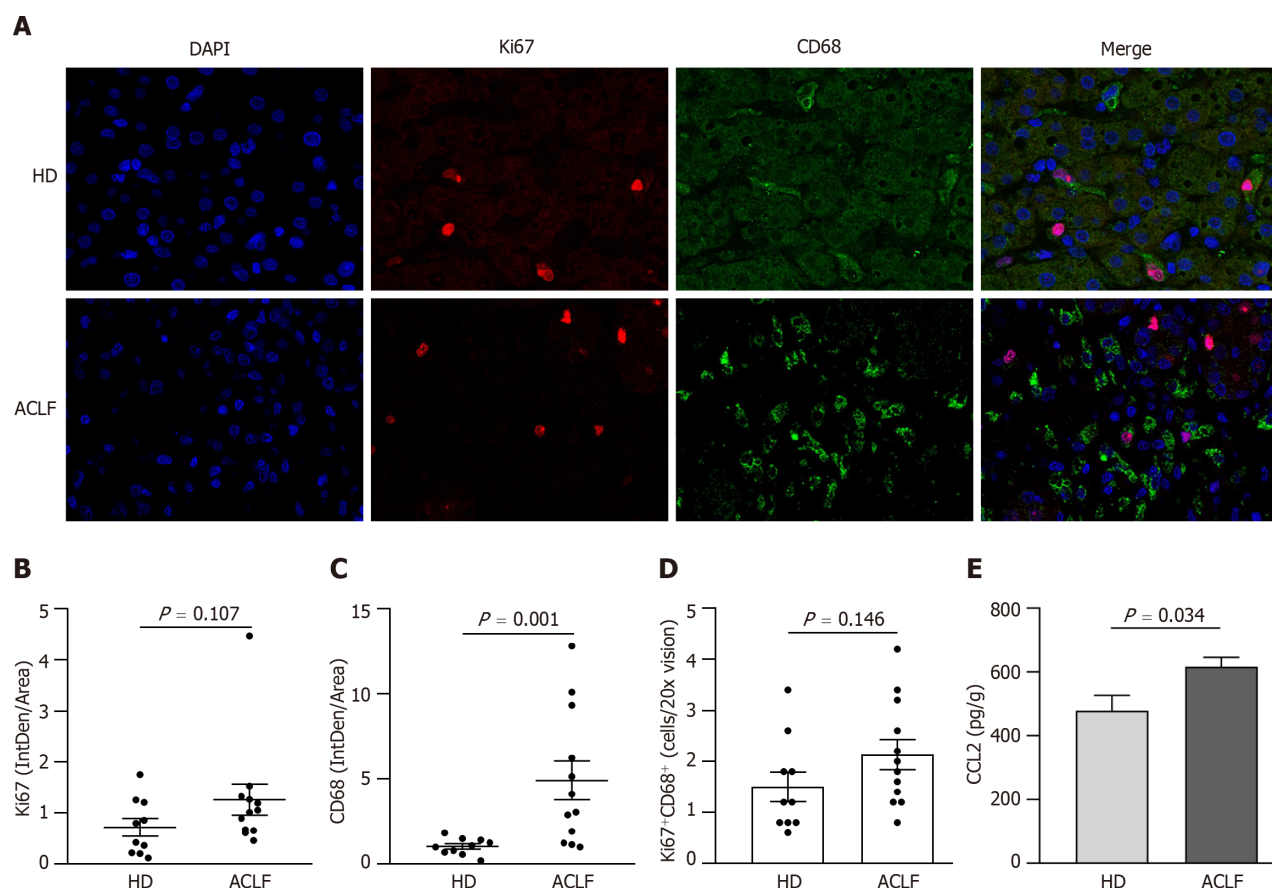 A
DAPI
Ki67
CD68
Merge
HD
ACLF
B
Ki67 (IntDen/Area)
5
4
3
2
1
0
P = 0.107
HD
ACLF
C
CD68 (IntDen/Area)
15
10
5
0
P = 0.001
HD
ACLF
D
Ki67⁺CD68⁺ (cells/20x vision)
5
4
3
2
1
0
P = 0.146
HD
ACLF
E
CCL2 (pg/g)
800
600
400
200
0
P = 0.034
HD
ACLF